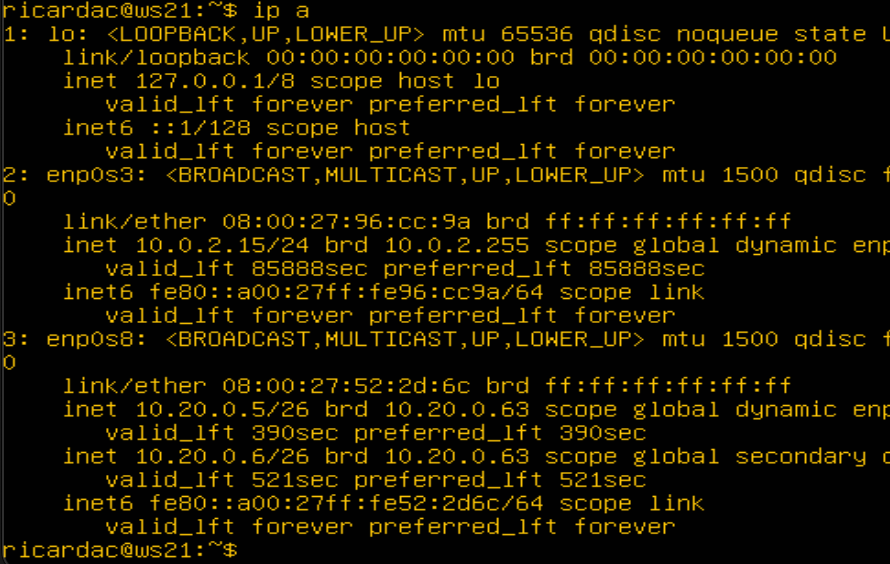 ricardac@ws21:~$ ip a
1: lo: <LOOPBACK,UP,LOWER_UP> mtu 65536 qdisc noqueue state U
link/loopback 00:00:00:00:00:00 brd 00:00:00:00:00:00
inet 127.0.0.1/8 scope host lo
valid_lft forever preferred_lft forever
inet6 ::1/128 scope host
valid_lft forever preferred_lft forever
2: enp0s3: <BROADCAST,MULTICAST,UP,LOWER_UP> mtu 1500 qdisc f
0
link/ether 08:00:27:96:cc:9a brd ff:ff:ff:ff:ff:ff
inet 10.0.2.15/24 brd 10.0.2.255 scope global dynamic enp
valid_lft 85888sec preferred_lft 85888sec
inet6 fe80::a00:27ff:fe96:cc9a/64 scope link
valid_lft forever preferred_lft forever
3: enp0s8: <BROADCAST,MULTICAST,UP,LOWER_UP> mtu 1500 qdisc f
0
link/ether 08:00:27:52:2d:6c brd ff:ff:ff:ff:ff:ff
inet 10.20.0.5/26 brd 10.20.0.63 scope global dynamic enp
valid_lft 390sec preferred_lft 390sec
inet 10.20.0.6/26 brd 10.20.0.63 scope global secondary d
valid_lft 521sec preferred_lft 521sec
inet6 fe80::a00:27ff:fe52:2d6c/64 scope link
valid_lft forever preferred_lft forever
ricardac@ws21:~$